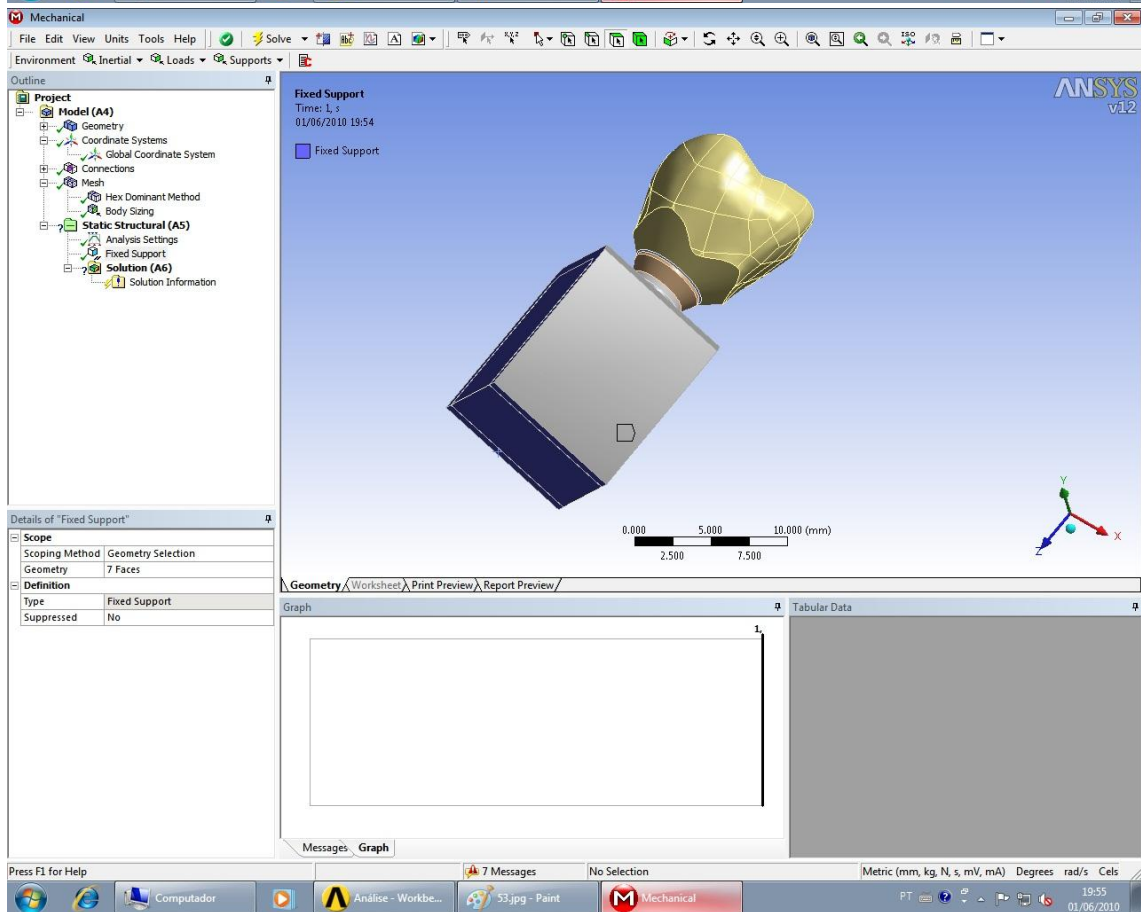 Mechanical
File Edit View Units Tools Help Solve
Environment Inertial Loads Supports
Outline
Project
Model (A4)
Geometry
Coordinate Systems
Global Coordinate System
Connections
Mesh
Hex Dominant Method
Body Sizing
Static Structural (A5)
Analysis Settings
Fixed Support
Solution (A6)
Solution Information
Fixed Support
Time: 1, s
01/06/2010 19:54
Fixed Support
ANSYS
v12
0.000 5.000 10.000 (mm)
2.500 7.500
Y
X
Z
Geometry Worksheet Print Preview Report Preview
Details of "Fixed Support"
Scope
Scoping Method Geometry Selection
Geometry 7 Faces
Definition
Type Fixed Support
Suppressed No
Graph
1,
Messages Graph
Tabular Data
Press F1 for Help 7 Messages No Selection Metric (mm, kg, N, s, mV, mA) Degrees rad/s Cels
Computador Análise - Workbe... 53.jpg - Paint Mechanical PT 19:55
01/06/2010